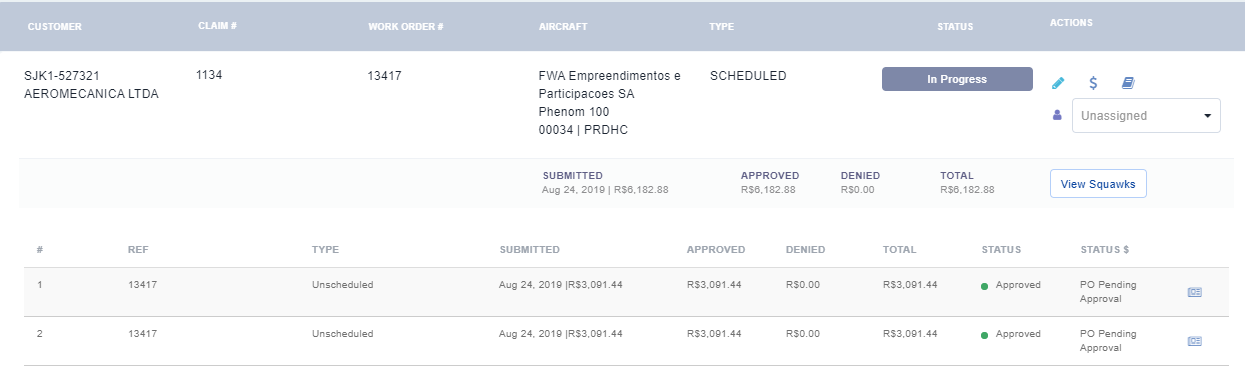 CUSTOMER CLAIM # WORK ORDER # AIRCRAFT TYPE STATUS ACTIONS
SJK1-527321 1134 13417 FWA Empreendimentos e SCHEDULED In Progress
AEROMECANICA LTDA Participacoes SA
Phenom 100 Unassigned
00034 | PRDHC
SUBMITTED APPROVED DENIED TOTAL
Aug 24, 2019 | R$6,182.88 R$6,182.88 R$0.00 R$6,182.88 View Squawks
# REF TYPE SUBMITTED APPROVED DENIED TOTAL STATUS STATUS $
1 13417 Unscheduled Aug 24, 2019 |R$3,091.44 R$3,091.44 R$0.00 R$3,091.44 Approved PO Pending
Approval
2 13417 Unscheduled Aug 24, 2019 |R$3,091.44 R$3,091.44 R$0.00 R$3,091.44 Approved PO Pending
Approval